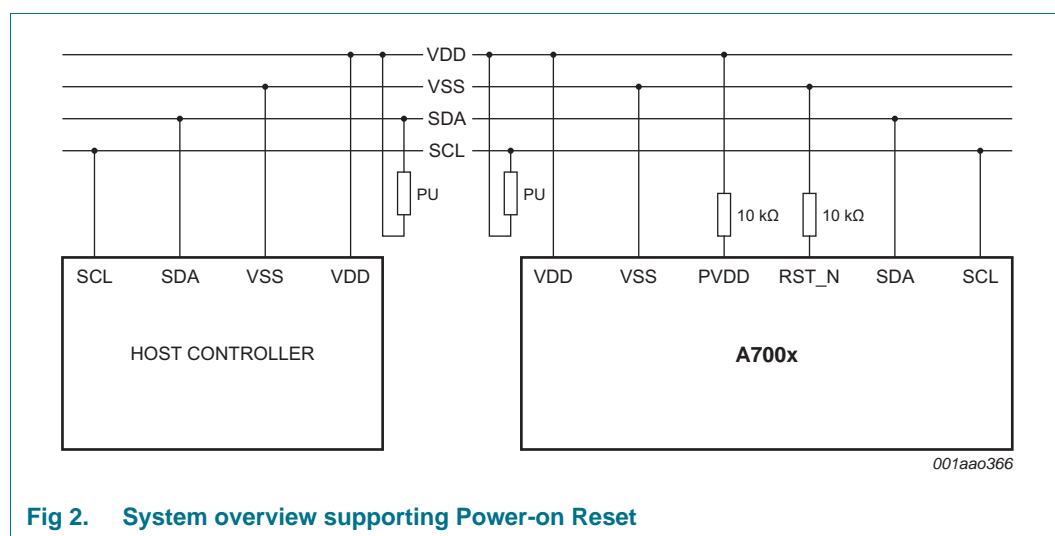 VDD
VSS
SDA
SCL
PU
PU
10 kΩ
10 kΩ
SCL SDA VSS VDD
VDD VSS PVDD RST_N SDA SCL
HOST CONTROLLER
A700x
001aao366
Fig 2. System overview supporting Power-on Reset